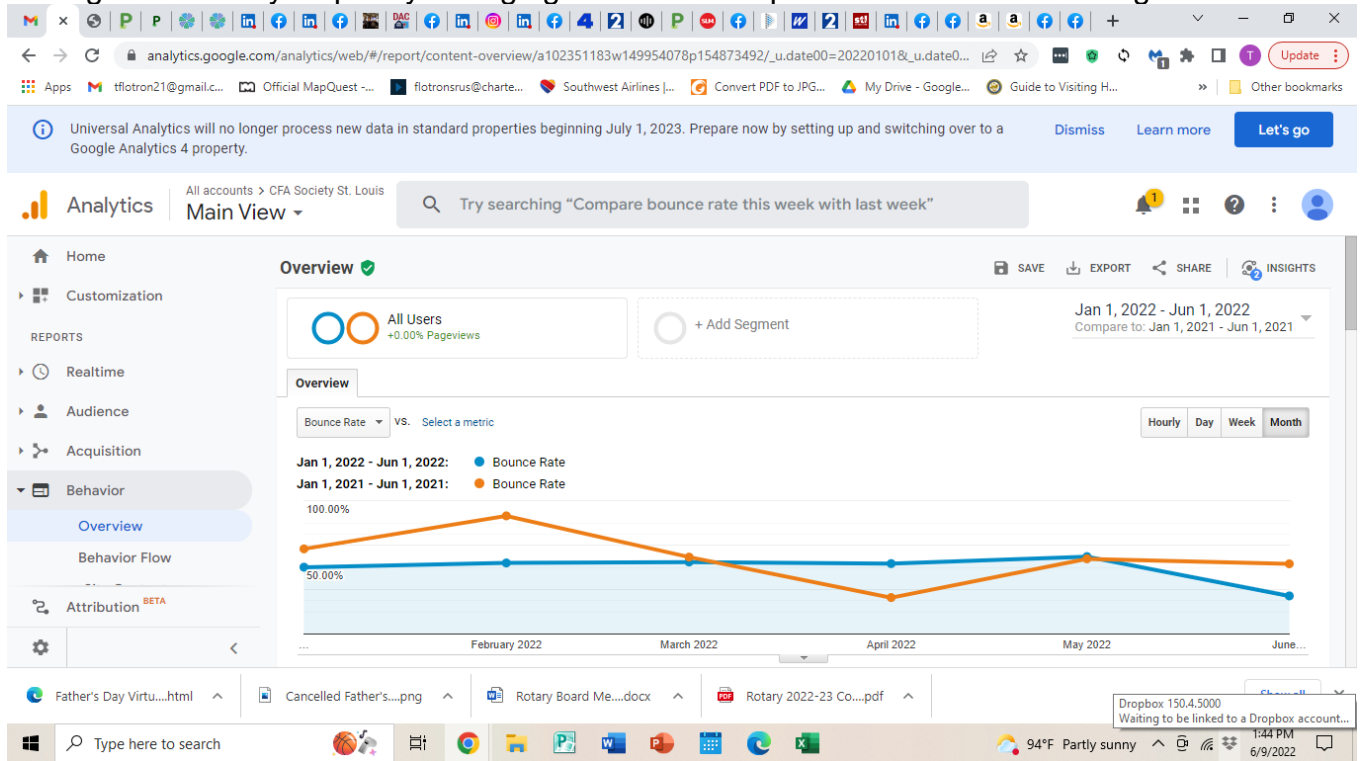 analytics.google.com/analytics/web/#/report/content-overview/a102351183w149954078p154873492/_u.date00=20220101&_u.date0...
Update
Apps tflotron21@gmail.c... Official MapQuest -... flotronsrus@charte... Southwest Airlines |... Convert PDF to JPG... My Drive - Google... Guide to Visiting H... » Other bookmarks
Universal Analytics will no longer process new data in standard properties beginning July 1, 2023. Prepare now by setting up and switching over to a
Google Analytics 4 property.
Dismiss Learn more Let's go
Analytics
All accounts > CFA Society St. Louis
Main View
Try searching “Compare bounce rate this week with last week”
1
Home
Customization
REPORTS
Realtime
Audience
Acquisition
Behavior
Overview
Behavior Flow
Attribution BETA
Overview
SAVE EXPORT SHARE 2 INSIGHTS
All Users
+0.00% Pageviews
+ Add Segment
Jan 1, 2022 - Jun 1, 2022
Compare to: Jan 1, 2021 - Jun 1, 2021
Overview
Bounce Rate VS. Select a metric
Hourly Day Week Month
Jan 1, 2022 - Jun 1, 2022: Bounce Rate
Jan 1, 2021 - Jun 1, 2021: Bounce Rate
100.00%
50.00%
... February 2022 March 2022 April 2022 May 2022 June...
Father's Day Virtu....html Cancelled Father's....png Rotary Board Me....docx Rotary 2022-23 Co....pdf
Dropbox 150.4.5000
Waiting to be linked to a Dropbox account...
Type here to search
94°F Partly sunny
1:44 PM
6/9/2022